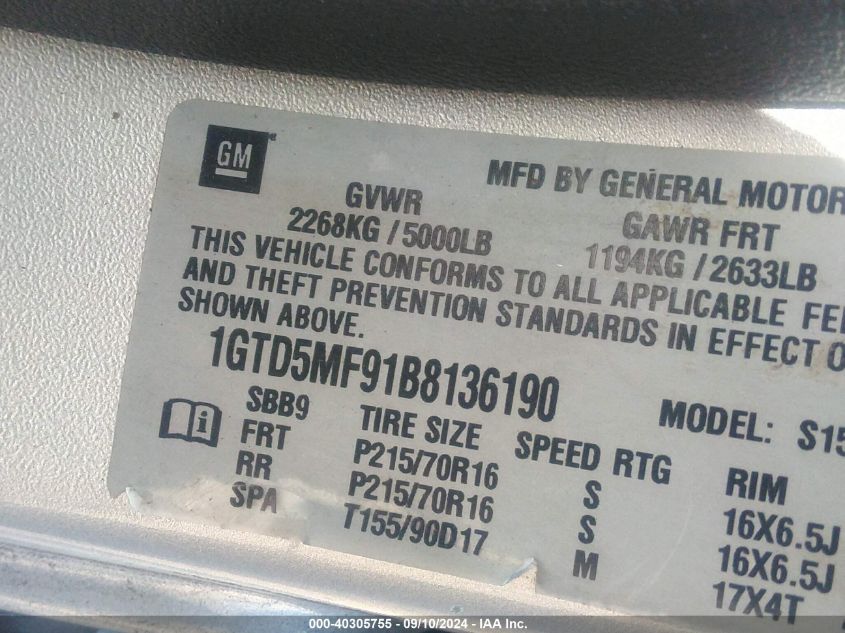 GM
MFD BY GENERAL MOTOR
GVWR
GAWR FRT
2268KG / 5000LB
1194KG / 2633LB
THIS VEHICLE CONFORMS TO ALL APPLICABLE FE
AND THEFT PREVENTION STANDARDS IN EFFECT O
SHOWN ABOVE.
1GTD5MF91B8136190
MODEL: S15
SBB9 TIRE SIZE SPEED RTG RIM
FRT P215/70R16 S 16X6.5J
RR P215/70R16 S 16X6.5J
SPA T155/90D17 M 17X4T
000-40305755 - 09/10/2024 - IAA Inc.